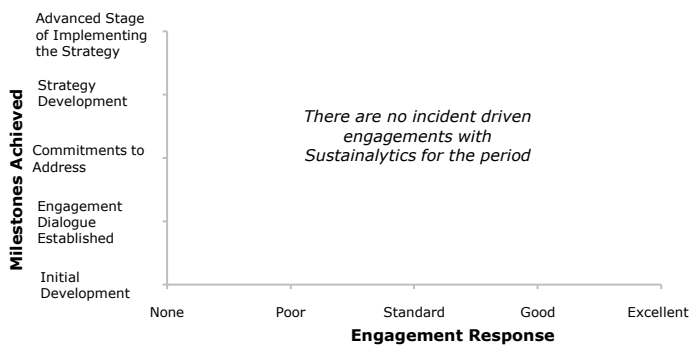 Advanced Stage
of Implementing
the Strategy
Strategy
Development
Commitments to
Address
Engagement
Dialogue
Established
Initial
Development
Milestones Achieved
There are no incident driven
engagements with
Sustainalytics for the period
None
Poor
Standard
Good
Excellent
Engagement Response